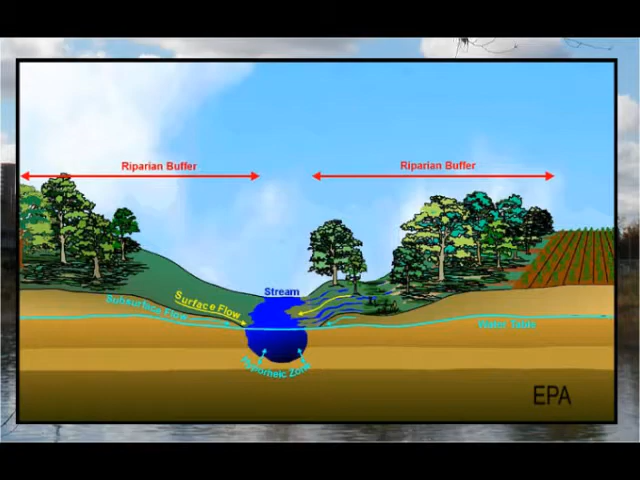 Riparian Buffer
Riparian Buffer
Stream
Surface Flow
Subsurface Flow
Water Table
Hyporheic Zone
EPA